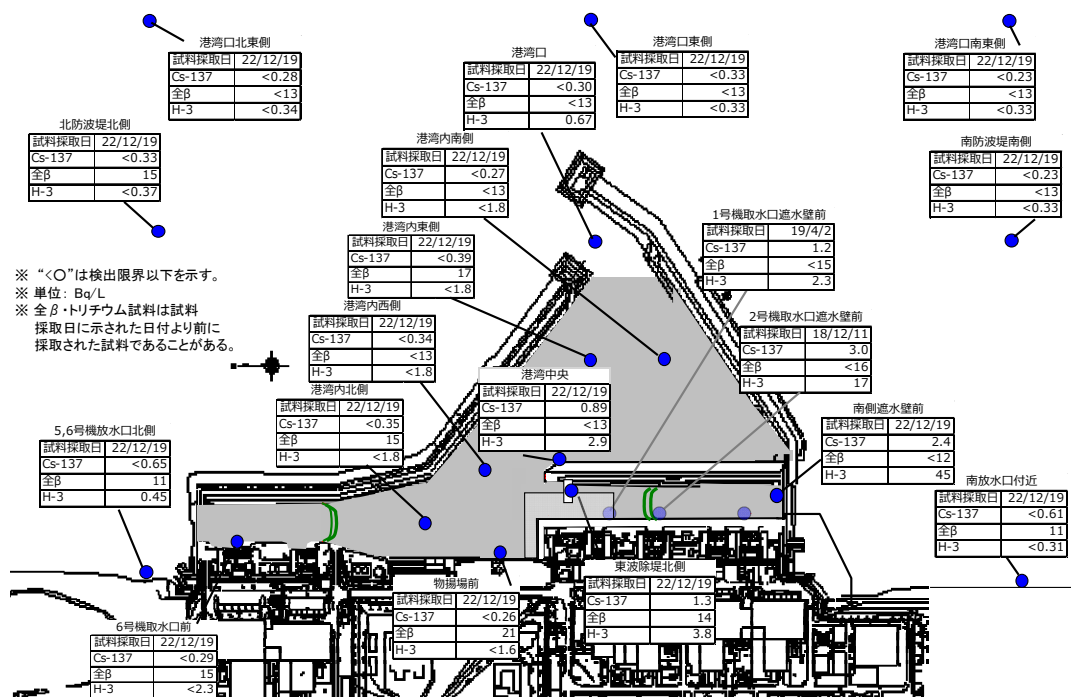 港湾口北東側
試料採取日 22/12/19
Cs-137 <0.28
全β <13
H-3 <0.34
港湾口
試料採取日 22/12/19
Cs-137 <0.30
全β <13
H-3 0.67
港湾口東側
試料採取日 22/12/19
Cs-137 <0.33
全β <13
H-3 <0.33
港湾口南東側
試料採取日 22/12/19
Cs-137 <0.23
全β <13
H-3 <0.33
北防波堤北側
試料採取日 22/12/19
Cs-137 <0.33
全β 15
H-3 <0.37
港湾内南側
試料採取日 22/12/19
Cs-137 <0.27
全β <13
H-3 <1.8
南防波堤南側
試料採取日 22/12/19
Cs-137 <0.23
全β <13
H-3 <0.33
港湾内東側
試料採取日 22/12/19
Cs-137 <0.39
全β 17
H-3 <1.8
1号機取水口遮水壁前
試料採取日 19/4/2
Cs-137 1.2
全β <15
H-3 2.3
※ “<○”は検出限界以下を示す。
※ 単位: Bq/L
※ 全β・トリチウム試料は試料
採取日に示された日付より前に
採取された試料であることがある。
港湾内西側
試料採取日 22/12/19
Cs-137 <0.34
全β <13
H-3 <1.8
2号機取水口遮水壁前
試料採取日 18/12/11
Cs-137 3.0
全β <16
H-3 17
港湾中央
試料採取日 22/12/19
Cs-137 0.89
全β <13
H-3 2.9
港湾内北側
試料採取日 22/12/19
Cs-137 <0.35
全β 15
H-3 <1.8
南側遮水壁前
試料採取日 22/12/19
Cs-137 2.4
全β <12
H-3 45
5,6号機放水口北側
試料採取日 22/12/19
Cs-137 <0.65
全β 11
H-3 0.45
南放水口付近
試料採取日 22/12/19
Cs-137 <0.61
全β 11
H-3 <0.31
物揚場前
試料採取日 22/12/19
Cs-137 <0.26
全β 21
H-3 <1.6
東波除堤北側
試料採取日 22/12/19
Cs-137 1.3
全β 14
H-3 3.8
6号機取水口前
試料採取日 22/12/19
Cs-137 <0.29
全β 15
H-3 <2.3